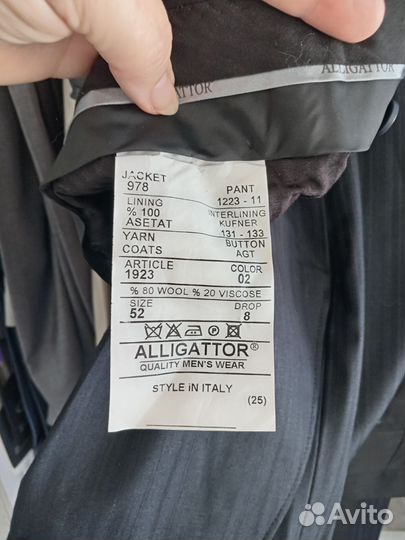 ALLIGATTOR
JACKET
978 PANT
LINING 1223 - 11
% 100 INTERLINING
ASETAT KUFNER
YARN 131 - 133
COATS BUTTON
AGT
ARTICLE COLOR
1923 02
% 80 WOOL % 20 VISCOSE
SIZE DROP
52 8
ALLIGATTOR®
QUALITY MEN'S WEAR
STYLE iN ITALY
(25)
Avito